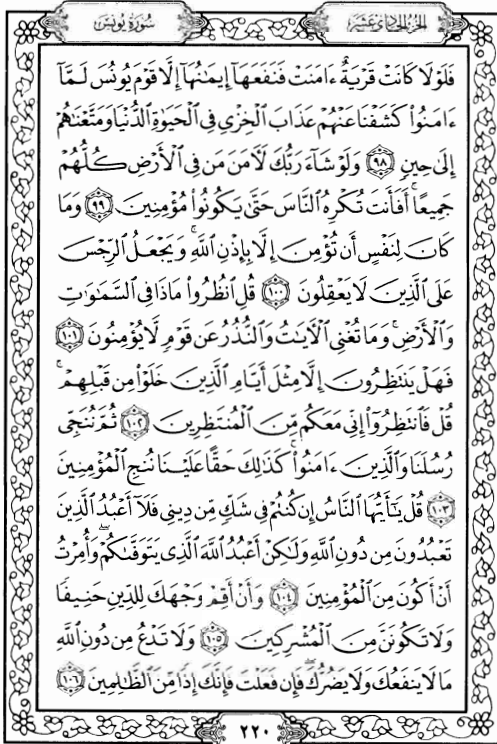 الجزء الحادي عشر
سورة يونس
فَلَوْلَا كَانَتْ قَرْيَةٌ ءَامَنَتْ فَنَفَعَهَآ إِيمَٰنُهَآ إِلَّا قَوْمَ يُونُسَ لَمَّآ
ءَامَنُوا۟ كَشَفْنَا عَنْهُمْ عَذَابَ ٱلْخِزْىِ فِى ٱلْحَيَوٰةِ ٱلدُّنْيَا وَمَتَّعْنَٰهُمْ
إِلَىٰ حِينٍ ٩٨ وَلَوْ شَآءَ رَبُّكَ لَءَامَنَ مَن فِى ٱلْأَرْضِ كُلُّهُمْ
جَمِيعًا ۚ أَفَأَنتَ تُكْرِهُ ٱلنَّاسَ حَتَّىٰ يَكُونُوا۟ مُؤْمِنِينَ ٩٩ وَمَا
كَانَ لِنَفْسٍ أَن تُؤْمِنَ إِلَّا بِإِذْنِ ٱللَّهِ ۚ وَيَجْعَلُ ٱلرِّجْسَ
عَلَى ٱلَّذِينَ لَا يَعْقِلُونَ ١٠٠ قُلِ ٱنظُرُوا۟ مَاذَا فِى ٱلسَّمَٰوَٰتِ
وَٱلْأَرْضِ ۚ وَمَا تُغْنِى ٱلْءَايَٰتُ وَٱلنُّذُرُ عَن قَوْمٍ لَّا يُؤْمِنُونَ ١٠١
فَهَلْ يَنتَظِرُونَ إِلَّا مِثْلَ أَيَّامِ ٱلَّذِينَ خَلَوْا۟ مِن قَبْلِهِمْ ۚ
قُلْ فَٱنتَظِرُوٓا۟ إِنِّى مَعَكُم مِّنَ ٱلْمُنتَظِرِينَ ١٠٢ ثُمَّ نُنَجِّى
رُسُلَنَا وَٱلَّذِينَ ءَامَنُوا۟ ۚ كَذَٰلِكَ حَقًّا عَلَيْنَا نُنجِ ٱلْمُؤْمِنِينَ
١٠٣ قُلْ يَٰٓأَيُّهَا ٱلنَّاسُ إِن كُنتُمْ فِى شَكٍّ مِّن دِينِى فَلَآ أَعْبُدُ ٱلَّذِينَ
تَعْبُدُونَ مِن دُونِ ٱللَّهِ وَلَٰكِنْ أَعْبُدُ ٱللَّهَ ٱلَّذِى يَتَوَفَّىٰكُمْ ۖ وَأُمِرْتُ
أَنْ أَكُونَ مِنَ ٱلْمُؤْمِنِينَ ١٠٤ وَأَنْ أَقِمْ وَجْهَكَ لِلدِّينِ حَنِيفًا
وَلَا تَكُونَنَّ مِنَ ٱلْمُشْرِكِينَ ١٠٥ وَلَا تَدْعُ مِن دُونِ ٱللَّهِ
مَا لَا يَنفَعُكَ وَلَا يَضُرُّكَ ۖ فَإِن فَعَلْتَ فَإِنَّكَ إِذًا مِّنَ ٱلظَّٰلِمِينَ ١٠٦
٢٢٠